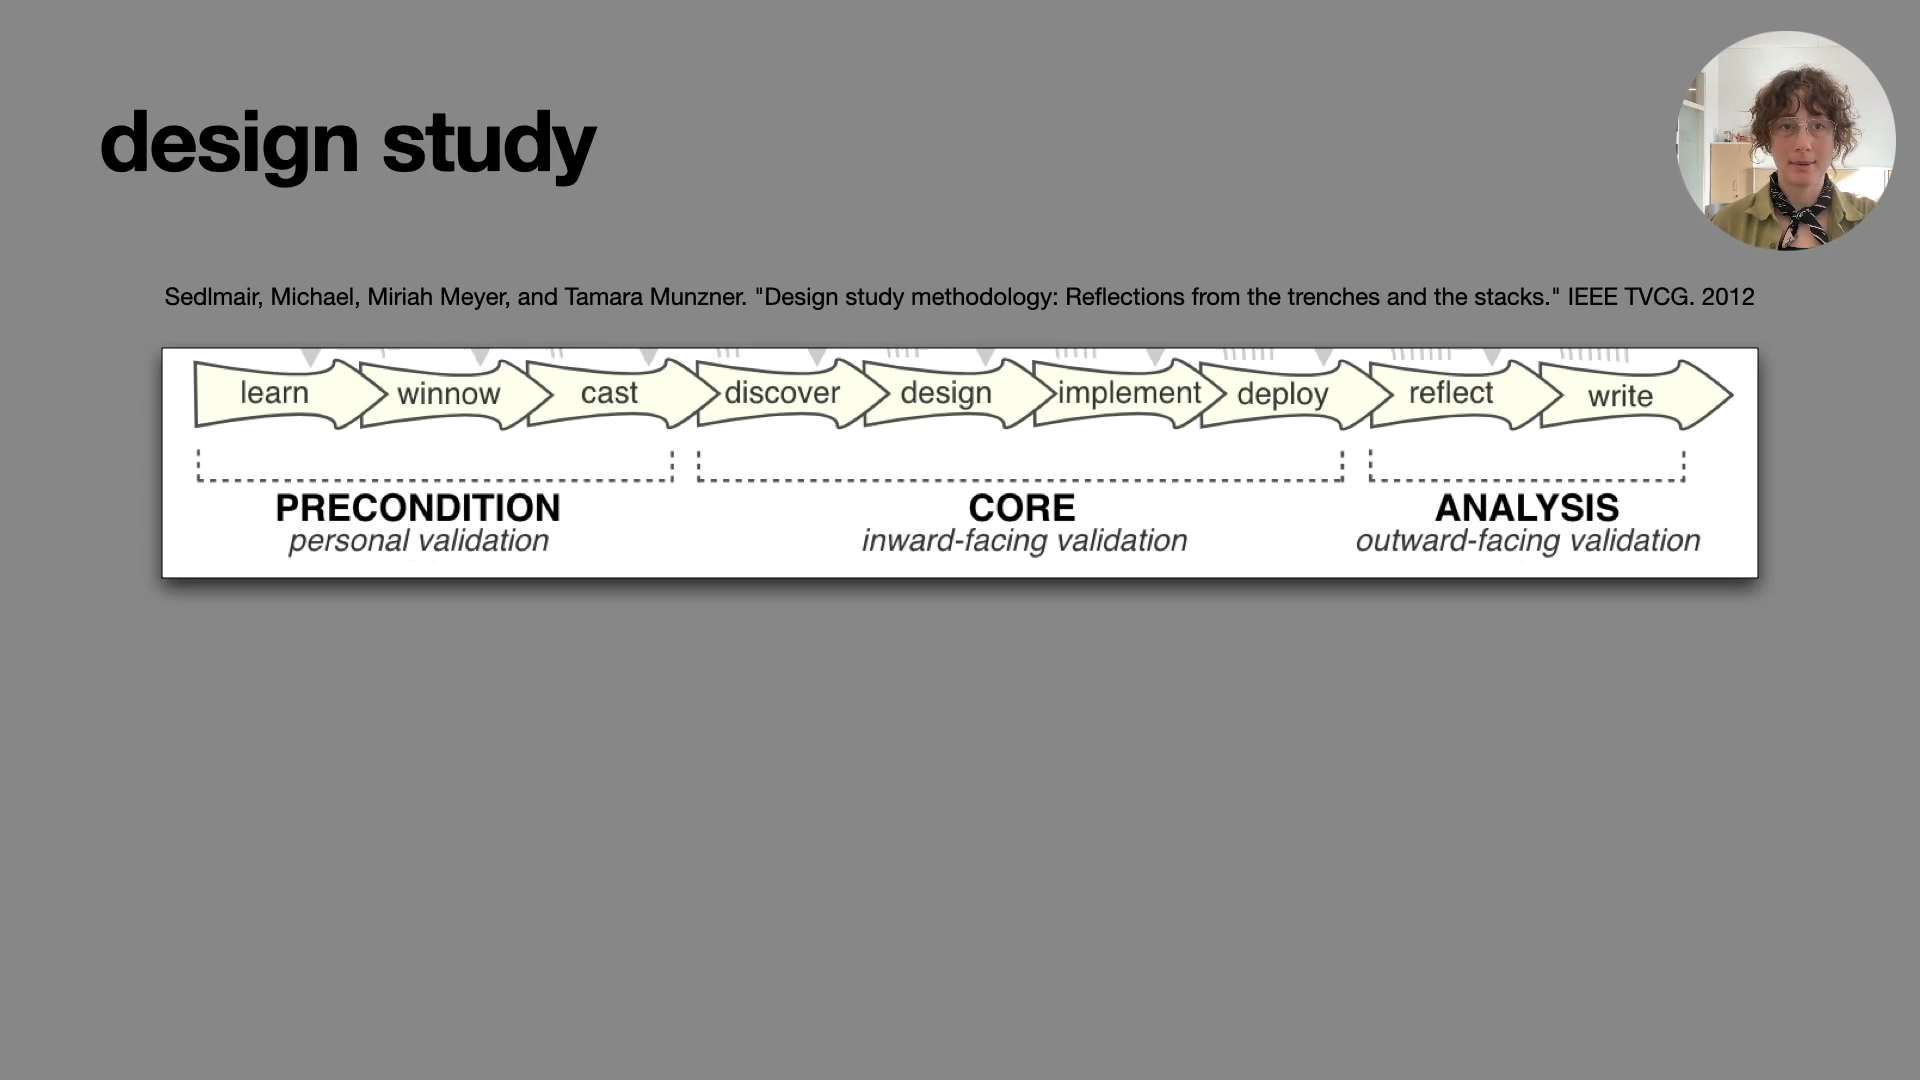 design study
Sedlmair, Michael, Miriah Meyer, and Tamara Munzner. "Design study methodology: Reflections from the trenches and the stacks." IEEE TVCG. 2012
learn winnow cast discover design implement deploy reflect write
PRECONDITION CORE ANALYSIS
personal validation inward-facing validation outward-facing validation